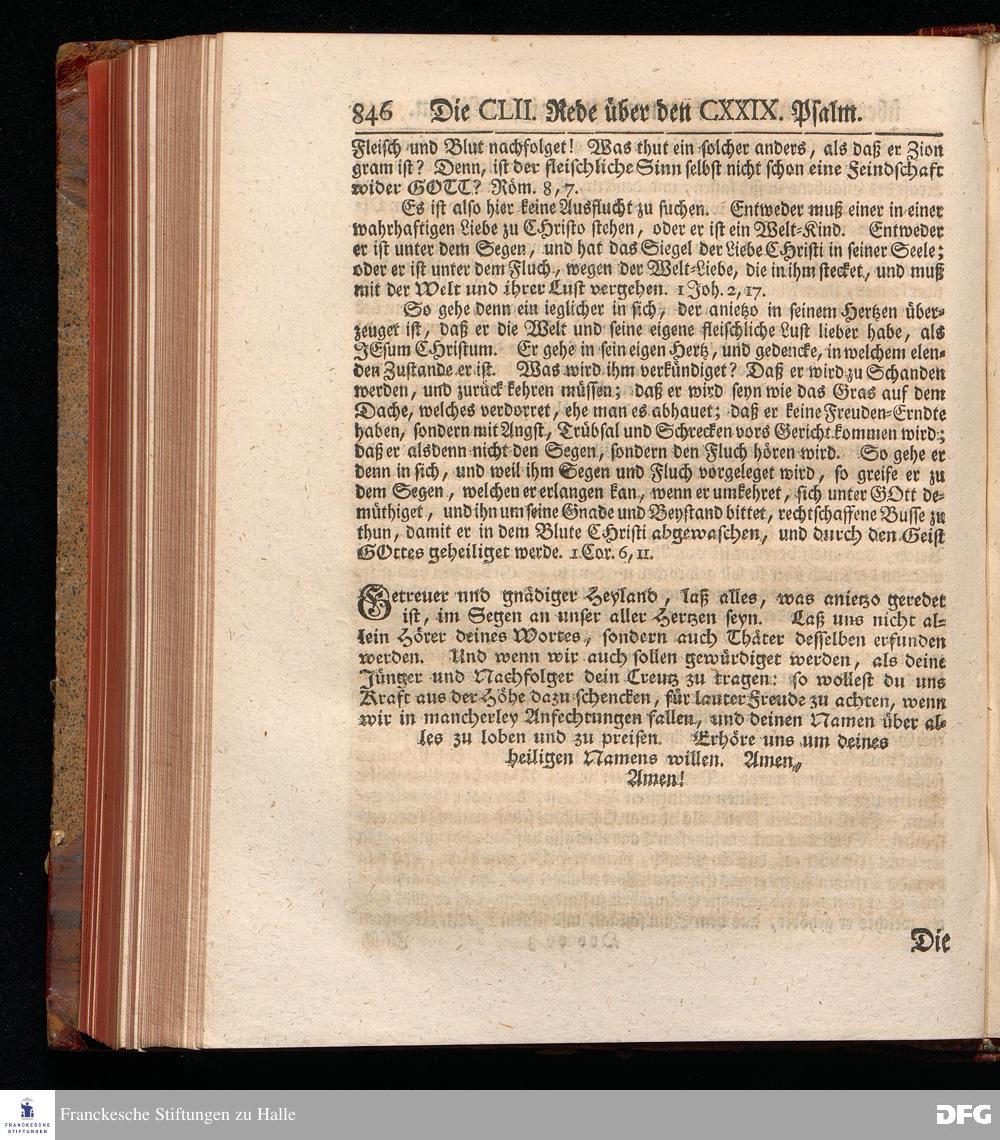 846 Die CLII. Rede über den CXXIX. Psalm.
Fleisch und Blut nachfolget! Was thut ein solcher anders, als daß er Zion
gram ist? Denn, ist der fleischliche Sinn selbst nicht schon eine Feindschaft
wider GOTT? Röm. 8, 7.
Es ist also hier keine Ausflucht zu suchen. Entweder muß einer in einer
wahrhaftigen Liebe zu CHristo stehen, oder er ist ein Welt-Kind. Entweder
er ist unter dem Segen, und hat das Siegel der Liebe CHristi in seiner Seele;
oder er ist unter dem Fluch, wegen der Welt-Liebe, die in ihm stecket, und muß
mit der Welt und ihrer Lust vergehen. 1 Joh. 2, 17.
So gehe denn ein ieglicher in sich, der anietzo in seinem Hertzen über-
zeuget ist, daß er die Welt und seine eigene fleischliche Lust lieber habe, als
JEsum CHristum. Er gehe in sein eigen Hertz, und gedencke, in welchem elen-
den Zustande er ist. Was wird ihm verkündiget? Daß er wird zu Schanden
werden, und zurück kehren müssen; daß er wird seyn wie das Gras auf dem
Dache, welches verdorret, ehe man es abhauet; daß er keine Freuden-Erndte
haben, sondern mit Angst, Trübsal und Schrecken vors Gericht kommen wird;
daß er alsdenn nicht den Segen, sondern den Fluch hören wird. So gehe er
denn in sich, und weil ihm Segen und Fluch vorgeleget wird, so greife er zu
dem Segen, welchen er erlangen kan, wenn er umkehret, sich unter GOtt de-
müthiget, und ihn um seine Gnade und Beystand bittet, rechtschaffene Busse zu
thun, damit er in dem Blute CHristi abgewaschen, und durch den Geist
GOttes geheiliget werde. 1. Cor. 6, 11.
Getreuer und gnädiger Heyland, laß alles, was anietzo geredet
ist, im Segen an unser aller Hertzen seyn. Laß uns nicht al-
lein Hörer deines Wortes, sondern auch Thäter desselben erfunden
werden. Und wenn wir auch sollen gewürdiget werden, als deine
Jünger und Nachfolger dein Creutz zu tragen: so wollest du uns
Kraft aus der Höhe dazu schencken, für lauter Freude zu achten, wenn
wir in mancherley Anfechtungen fallen, und deinen Namen über al-
les zu loben und zu preisen. Erhöre uns um deines
heiligen Namens willen. Amen,
Amen!
Die
FRANCKESCHE
STIFTUNGEN
Franckesche Stiftungen zu Halle
DFG